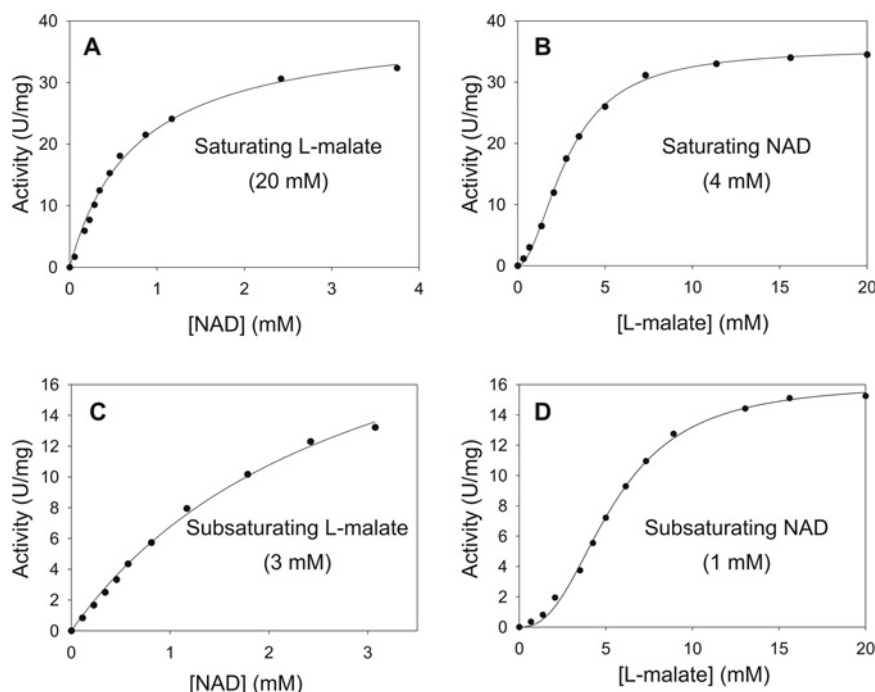 A
Activity (U/mg)
40
30
20
10
0
Saturating L-malate
(20 mM)
0 1 2 3 4
[NAD] (mM)
B
Activity (U/mg)
40
30
20
10
0
Saturating NAD
(4 mM)
0 5 10 15 20
[L-malate] (mM)
C
Activity (U/mg)
16
14
12
10
8
6
4
2
0
Subsaturating L-malate
(3 mM)
0 1 2 3
[NAD] (mM)
D
Activity (U/mg)
16
14
12
10
8
6
4
2
0
Subsaturating NAD
(1 mM)
0 5 10 15 20
[L-malate] (mM)